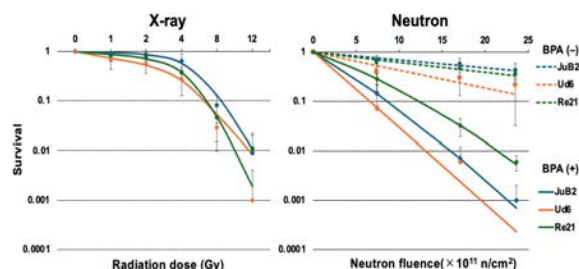 X-ray
Neutron
0 1 2 4 8 12
0 5 10 15 20 25
1
0.1
0.01
0.001
0.0001
1
0.1
0.01
0.001
0.0001
Survival
BPA (–)
JuB2
Ud6
Re21
BPA (+)
JuB2
Ud6
Re21
Radiation dose (Gy)
Neutron fluence(×10¹¹ n/cm²)